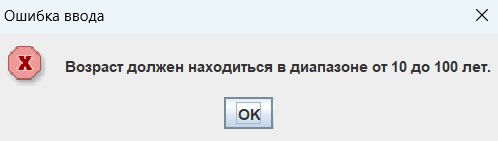 Ошибка ввода
Возраст должен находиться в диапазоне от 10 до 100 лет.
OK